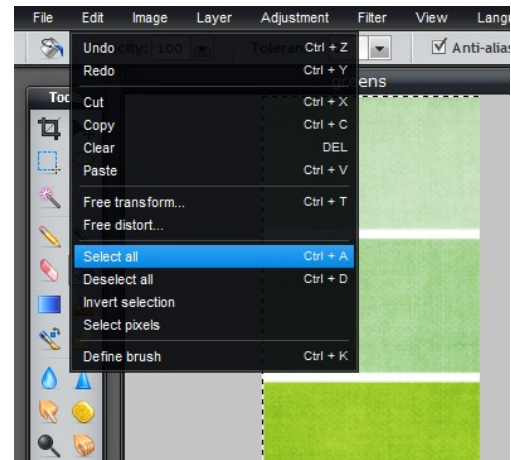 File Edit Image Layer Adjustment Filter View
Anti-alias
greens
Undo Ctrl + Z
Redo Ctrl + Y
Cut Ctrl + X
Copy Ctrl + C
Clear DEL
Paste Ctrl + V
Free transform... Ctrl + T
Free distort...
Select all Ctrl + A
Deselect all Ctrl + D
Invert selection
Select pixels
Define brush Ctrl + K